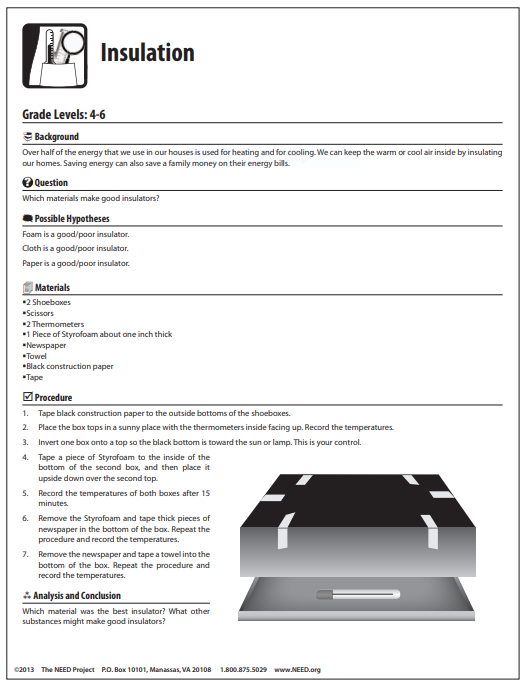 Insulation
Grade Levels: 4-6
Background
Over half of the energy that we use in our houses is used for heating and for cooling. We can keep the warm or cool air inside by insulating
our homes. Saving energy can also save a family money on their energy bills.
Question
Which materials make good insulators?
Possible Hypotheses
Foam is a good/poor insulator.
Cloth is a good/poor insulator.
Paper is a good/poor insulator.
Materials
▪2 Shoeboxes
▪Scissors
▪2 Thermometers
▪1 Piece of Styrofoam about one inch thick
▪Newspaper
▪Towel
▪Black construction paper
▪Tape
Procedure
1. Tape black construction paper to the outside bottoms of the shoeboxes.
2. Place the box tops in a sunny place with the thermometers inside facing up. Record the temperatures.
3. Invert one box onto a top so the black bottom is toward the sun or lamp. This is your control.
4. Tape a piece of Styrofoam to the inside of the
bottom of the second box, and then place it
upside down over the second top.
5. Record the temperatures of both boxes after 15
minutes.
6. Remove the Styrofoam and tape thick pieces of
newspaper in the bottom of the box. Repeat the
procedure and record the temperatures.
7. Remove the newspaper and tape a towel into the
bottom of the box. Repeat the procedure and
record the temperatures.
Analysis and Conclusion
Which material was the best insulator? What other
substances might make good insulators?
©2013 The NEED Project P.O. Box 10101, Manassas, VA 20108 1.800.875.5029 www.NEED.org